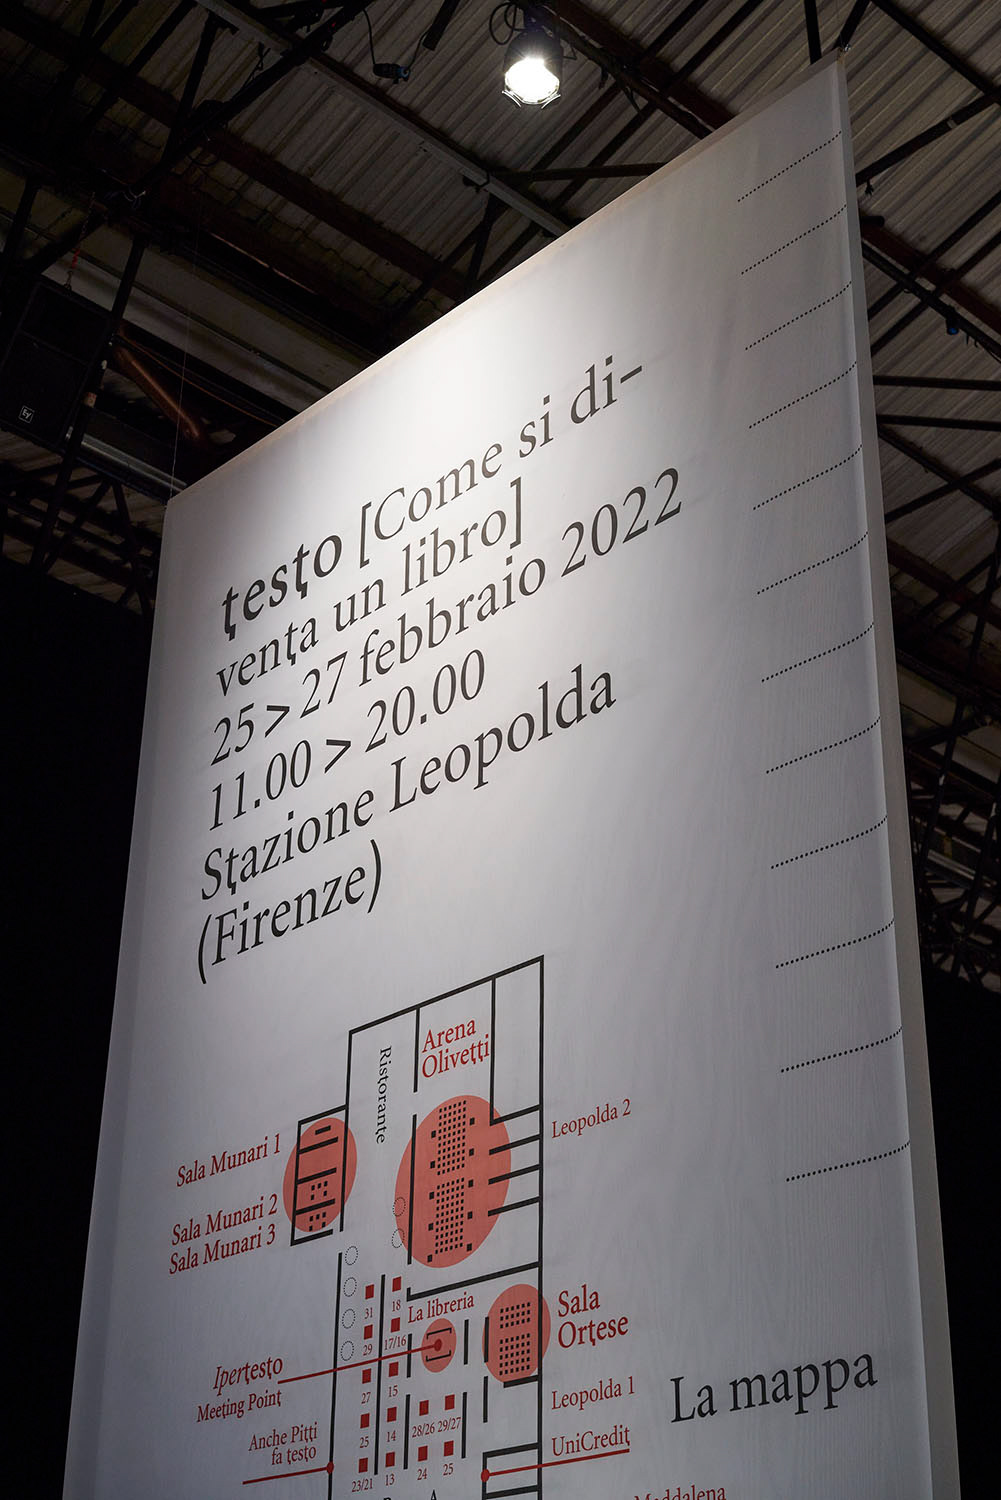 testo [Come si di-
venta un libro]
25 > 27 febbraio 2022
11.00 > 20.00
Stazione Leopolda
(Firenze)
Arena
Olivetti
Ristorante
Leopolda 2
Sala Munari 1
Sala Munari 2
Sala Munari 3
31
18
La libreria
Sala
Ortese
29
17/16
Ipertesto
Meeting Point
27
15
Leopolda 1
La mappa
Anche Pitti
fa testo
25
14
28/26
29/27
UniCredit
23/21
13
24
25
Maddalena
EV